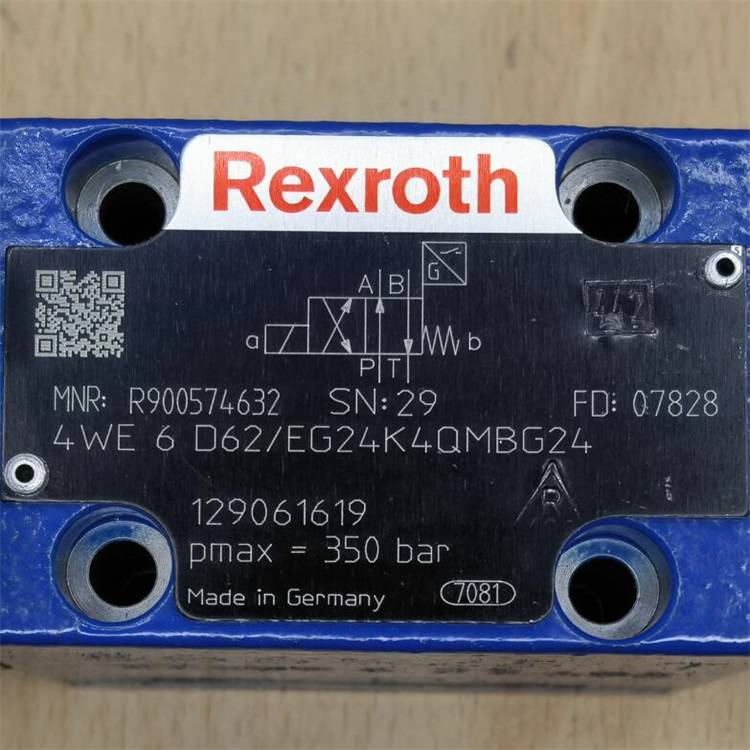 Rexroth
G
A B
a
b
P T
MNR: R900574632 SN:29 FD: 07828
4WE 6 D62/EG24K4QMBG24
R
129061619
pmax = 350 bar
Made in Germany
7081